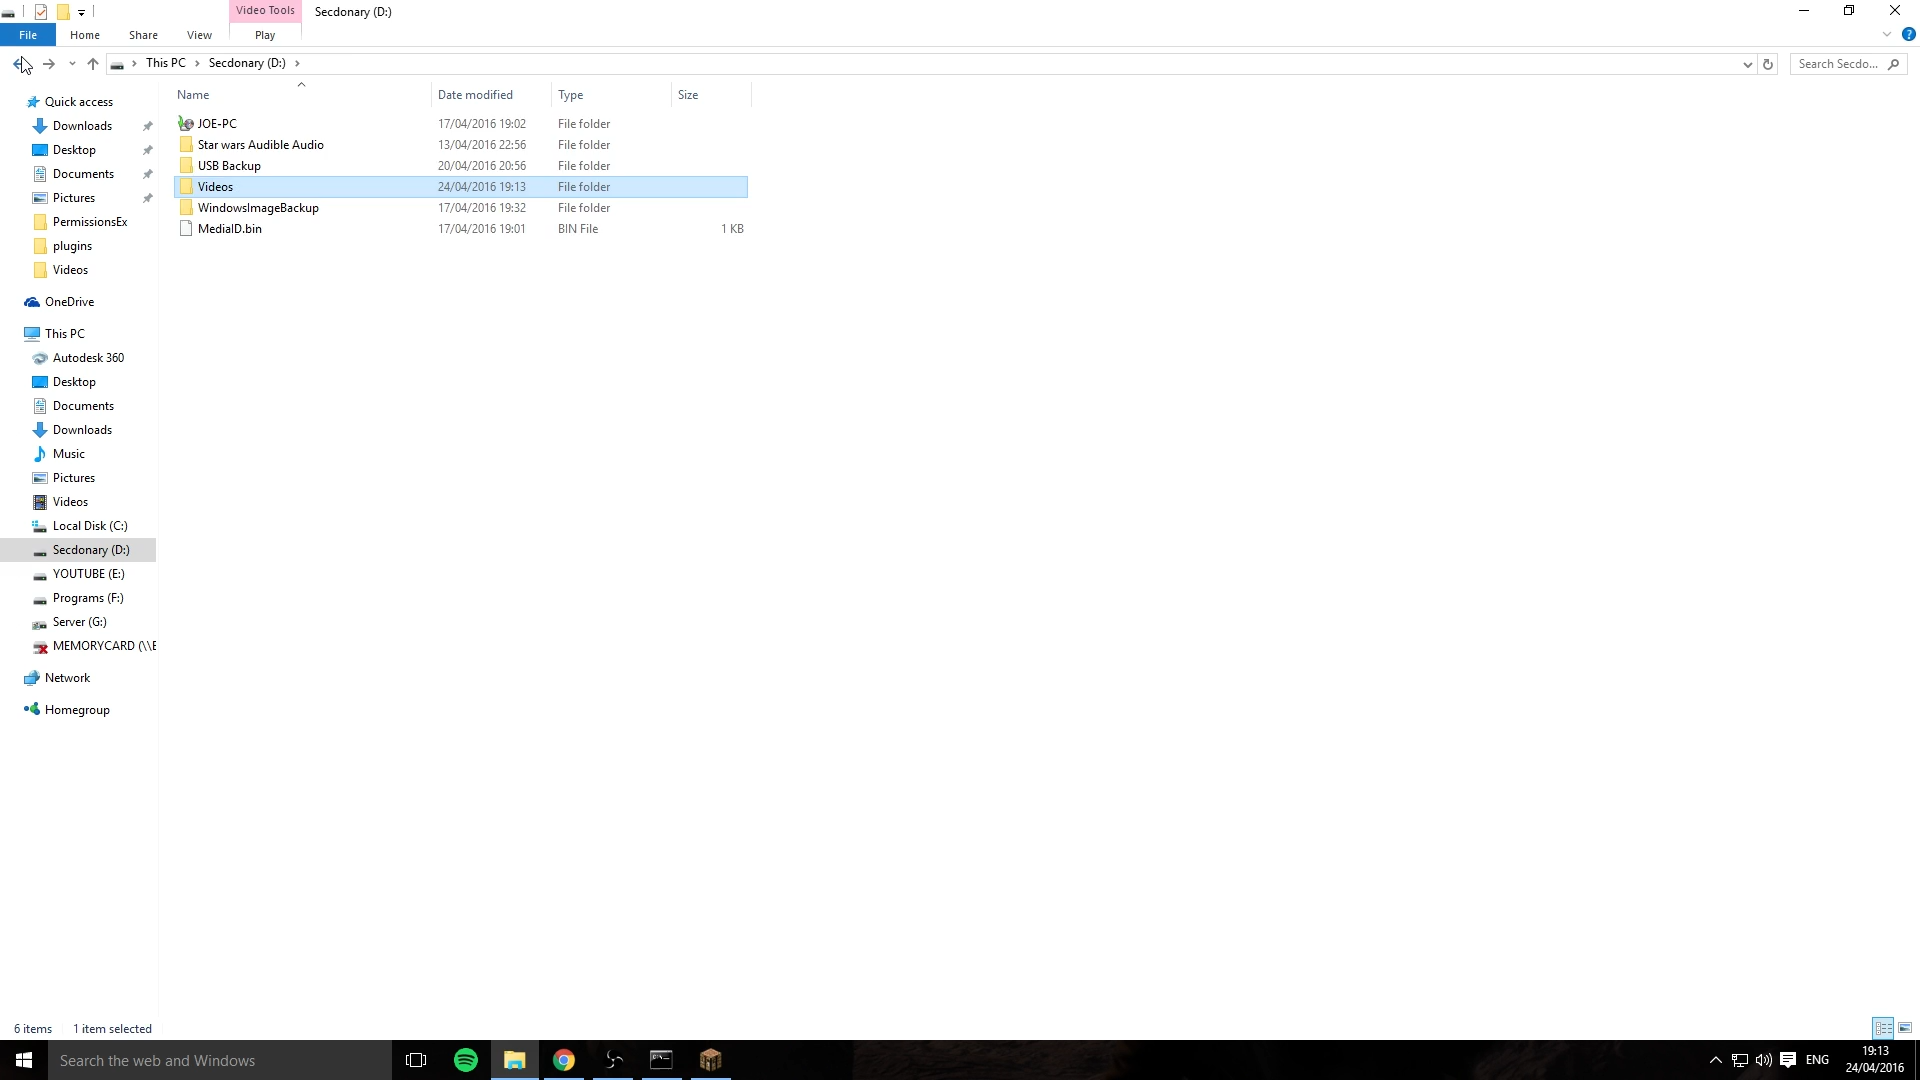 Video Tools
Secdonary (D:)
File
Home
Share
View
Play
This PC
Secdonary (D:)
Search Secdo...
Name
Date modified
Type
Size
JOE-PC
17/04/2016 19:02
File folder
Star wars Audible Audio
13/04/2016 22:56
File folder
USB Backup
20/04/2016 20:56
File folder
Videos
24/04/2016 19:13
File folder
WindowsImageBackup
17/04/2016 19:32
File folder
MediaID.bin
17/04/2016 19:01
BIN File
1 KB
Quick access
Downloads
Desktop
Documents
Pictures
PermissionsEx
plugins
Videos
OneDrive
This PC
Autodesk 360
Desktop
Documents
Downloads
Music
Pictures
Videos
Local Disk (C:)
Secdonary (D:)
YOUTUBE (E:)
Programs (F:)
Server (G:)
MEMORYCARD (\\E
Network
Homegroup
6 items
1 item selected
Search the web and Windows
ENG
19:13
24/04/2016